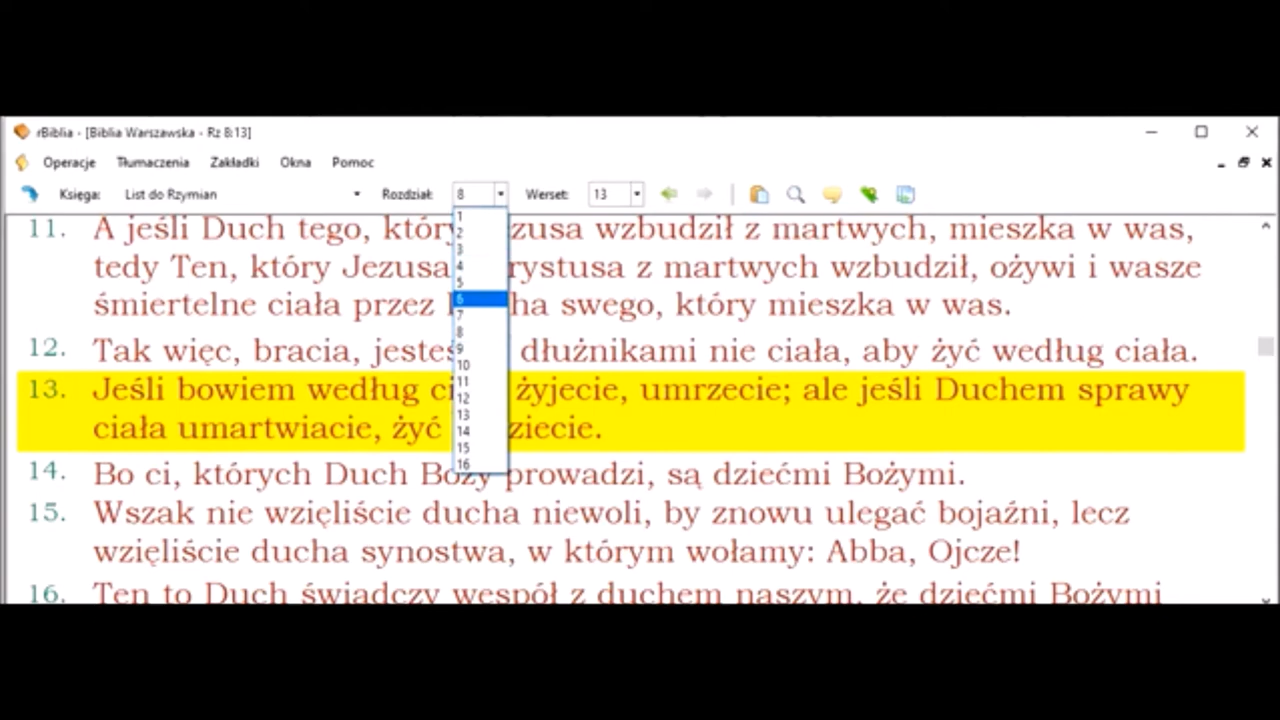 rBiblia - [Biblia Warszawska - Rz 8:13]
Operacje Tłumaczenia Zakładki Okna Pomoc
Księga: List do Rzymian Rozdział: 8 Werset: 13
11. A jeśli Duch tego, który zusa wzbudził z martwych, mieszka w was,
tedy Ten, który Jezusa rystusa z martwych wzbudził, ożywi i wasze
śmiertelne ciała przez ha swego, który mieszka w was.
12. Tak więc, bracia, jesteś dłużnikami nie ciała, aby żyć według ciała.
13. Jeśli bowiem według ci żyjecie, umrzecie; ale jeśli Duchem sprawy
ciała umartwiacie, żyć ziecie.
14. Bo ci, których Duch Boży prowadzi, są dziećmi Bożymi.
15. Wszak nie wzięliście ducha niewoli, by znowu ulegać bojaźni, lecz
wzięliście ducha synostwa, w którym wołamy: Abba, Ojcze!
16. Ten to Duch świadczy wespół z duchem naszym, że dziećmi Bożymi
1
2
3
4
5
6
7
8
9
10
11
12
13
14
15
16